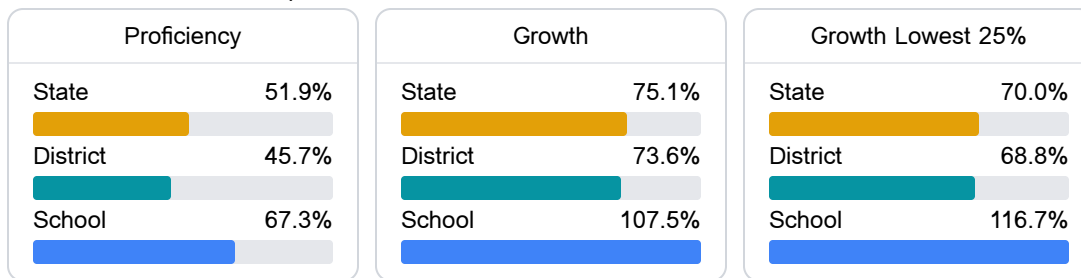 Proficiency
State 51.9%
District 45.7%
School 67.3%
Growth
State 75.1%
District 73.6%
School 107.5%
Growth Lowest 25%
State 70.0%
District 68.8%
School 116.7%